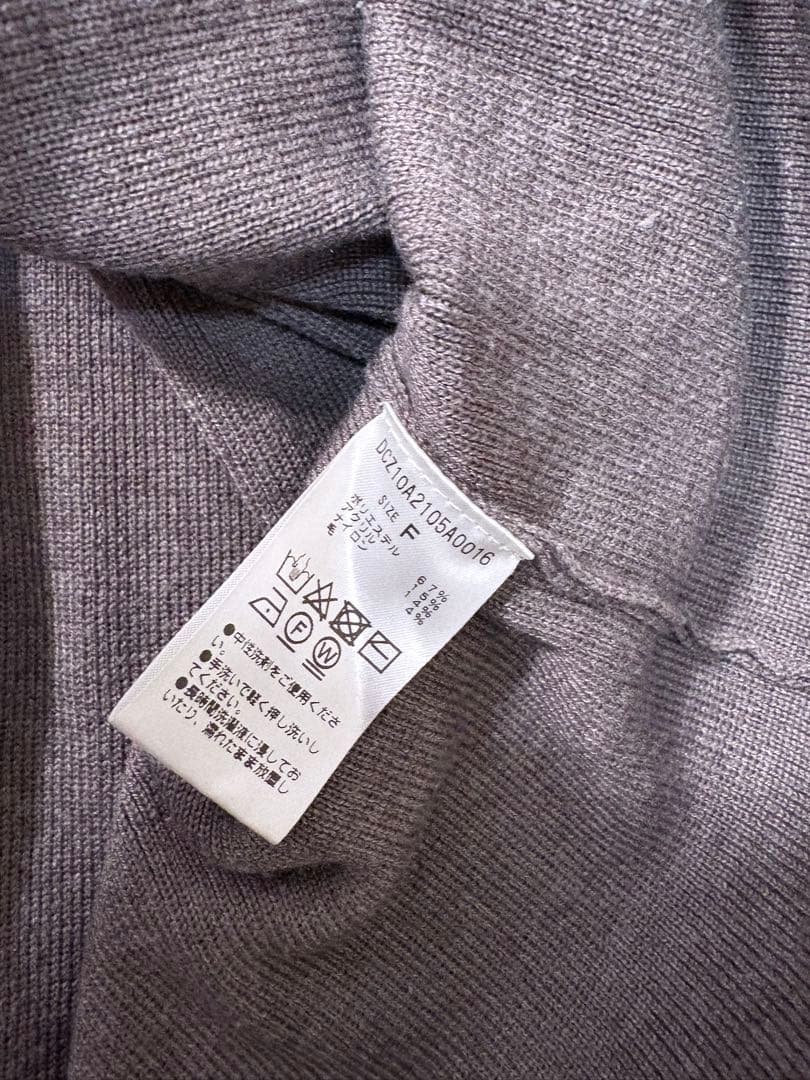 DCZ10A2105A0016
SIZE F
ポリエステル 67%
アクリル 15%
ナイロン 14%
毛 4%
F W
●中性洗剤をご使用くださ
い。
●手洗いで軽く押し洗いし
てください。
●長時間洗濯液に浸してお
いたり、濡れたまま放置し